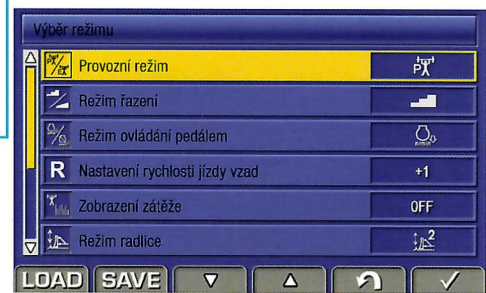 Výběr režimu
Provozní režim
P
Režim řazení
Režim ovládání pedálem
R Nastavení rychlosti jízdy vzad +1
Zobrazení zátěže OFF
Režim radlice 2
LOAD SAVE